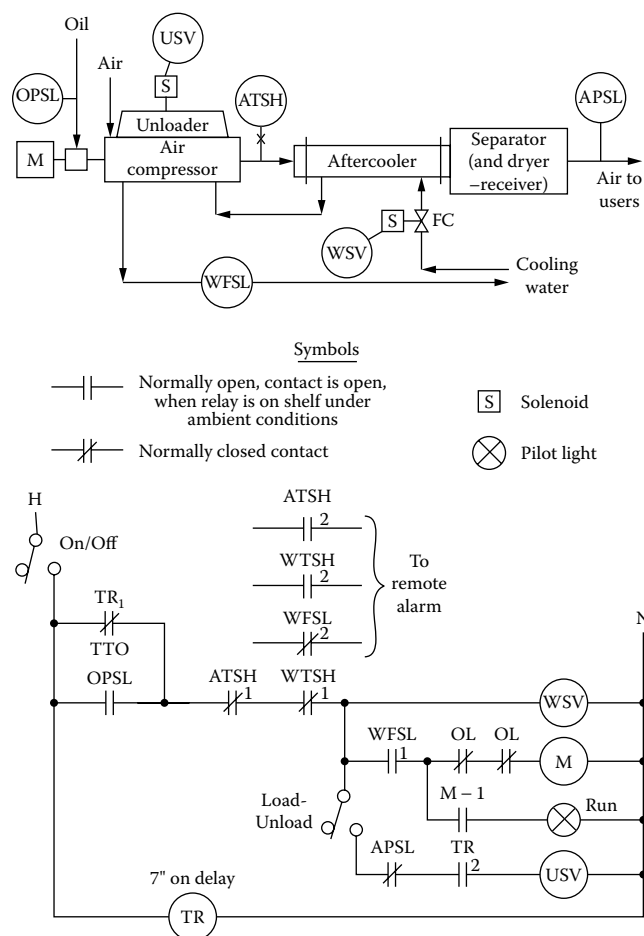 Oil
USV
Air
S
OPSL
ATSH
APSL
Unloader
M
Air
compressor
Aftercooler
Separator
(and dryer
–receiver)
Air to
users
S
FC
WSV
WFSL
Cooling
water
Symbols
Normally open, contact is open,
when relay is on shelf under
ambient conditions
S Solenoid
Normally closed contact
Pilot light
H
On/Off
ATSH
2
WTSH
2
WFSL
2
To
remote
alarm
N
TR1
TTO
OPSL
ATSH
1
WTSH
1
WSV
WFSL
1
OL
OL
M
M – 1
Run
Load-
Unload
APSL
TR
2
USV
7" on delay
TR